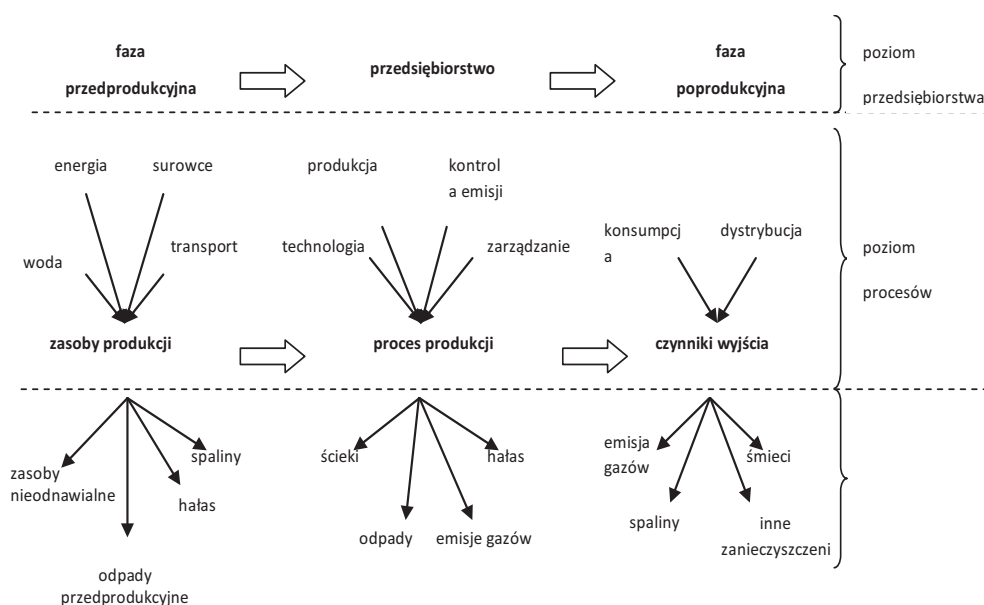 faza
przedprodukcyjna
przedsiębiorstwo
faza
poprodukcyjna
poziom
przedsiębiorstwa
energia
surowce
woda
transport
zasoby produkcji
produkcja
kontrol
a emisji
technologia
zarządzanie
proces produkcji
konsumpcj
a
dystrybucja
czynniki wyjścia
poziom
procesów
zasoby
nieodnawialne
odpady
przedprodukcyjne
hałas
spaliny
ścieki
odpady
emisje gazów
hałas
emisja
gazów
spaliny
inne
zanieczyszczeni
śmieci